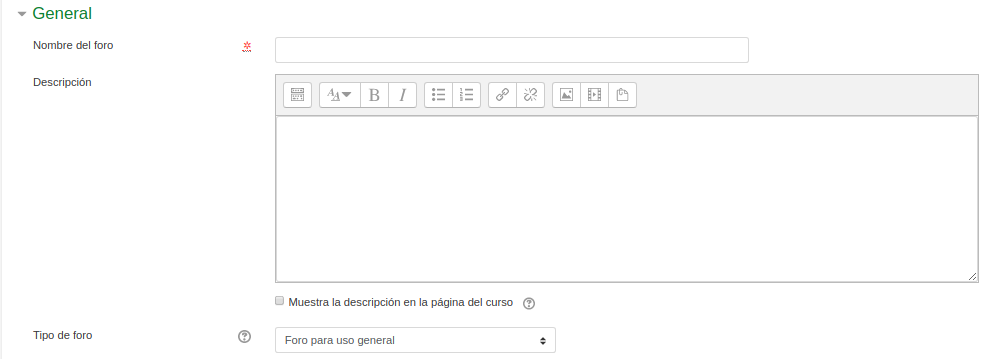 General
Nombre del foro
Descripción
Muestra la descripción en la página del curso
Tipo de foro
Foro para uso general